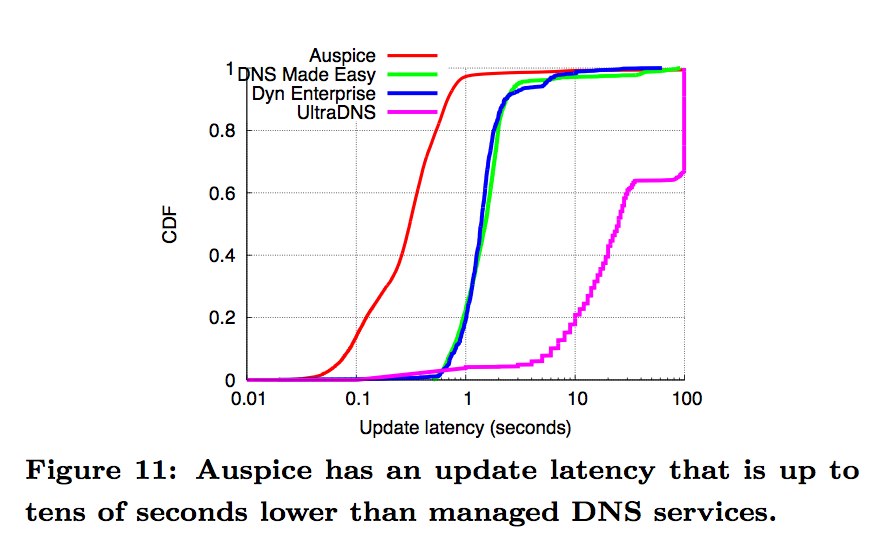 Auspice
DNS Made Easy
Dyn Enterprise
UltraDNS
1
0.8
0.6
0.4
0.2
0
CDF
0.01 0.1 1 10 100
Update latency (seconds)
Figure 11: Auspice has an update latency that is up to
tens of seconds lower than managed DNS services.